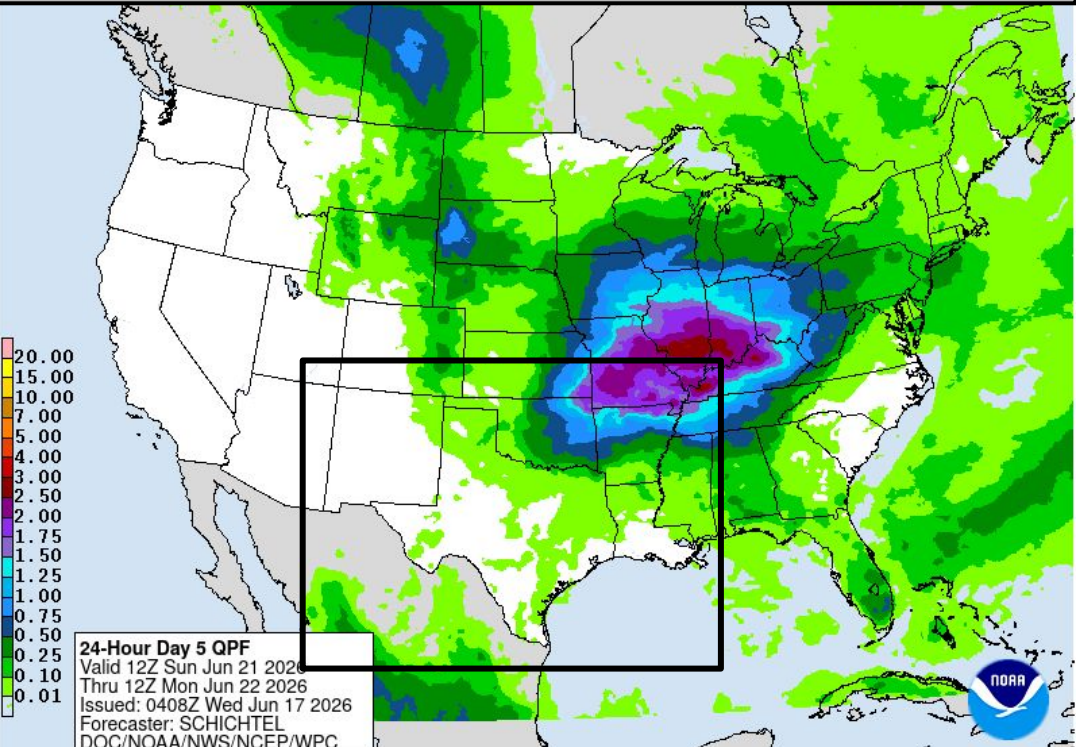 20.00
15.00
10.00
7.00
5.00
4.00
3.00
2.50
2.00
1.75
1.50
1.25
1.00
0.75
0.50
0.25
0.10
0.01
24-Hour Day 5 QPF
Valid 12Z Sun Jun 21 2026
Thru 12Z Mon Jun 22 2026
Issued: 0408Z Wed Jun 17 2026
Forecaster: SCHICHTEL
DOC/NOAA/NWS/NCEP/WPC
NOAA